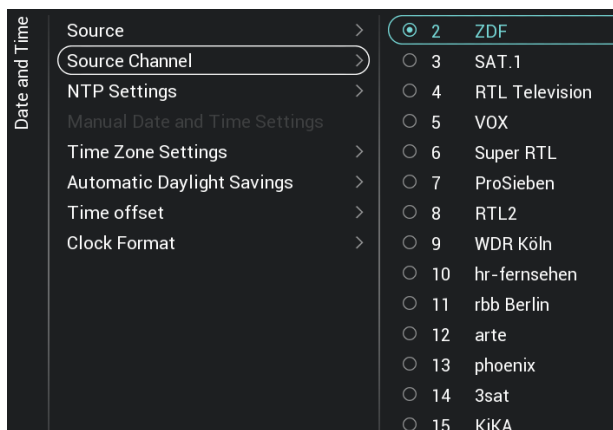 Date and Time
Source
Source Channel
NTP Settings
Manual Date and Time Settings
Time Zone Settings
Automatic Daylight Savings
Time offset
Clock Format
2 ZDF
3 SAT.1
4 RTL Television
5 VOX
6 Super RTL
7 ProSieben
8 RTL2
9 WDR Köln
10 hr-fernsehen
11 rbb Berlin
12 arte
13 phoenix
14 3sat
15 KiKA